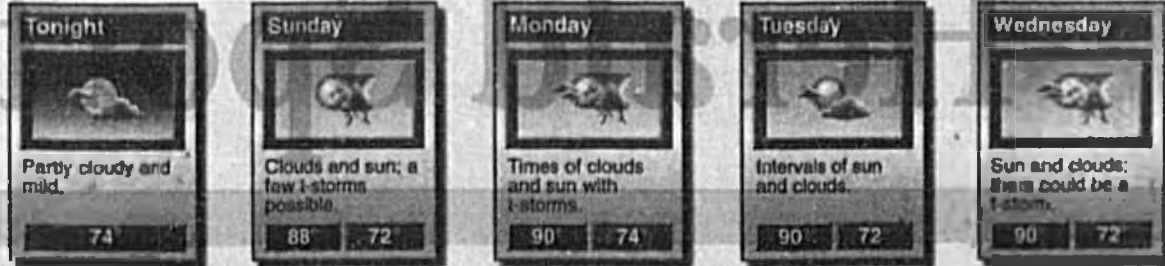 Tonight
Partly cloudy and
mild.
74°
Sunday
Clouds and sun; a
few t-storms
possible.
88° 72°
Monday
Times of clouds
and sun with
t-storms.
90° 74°
Tuesday
Intervals of sun
and clouds.
90° 72°
Wednesday
Sun and clouds;
there could be a
t-storm.
90° 72°